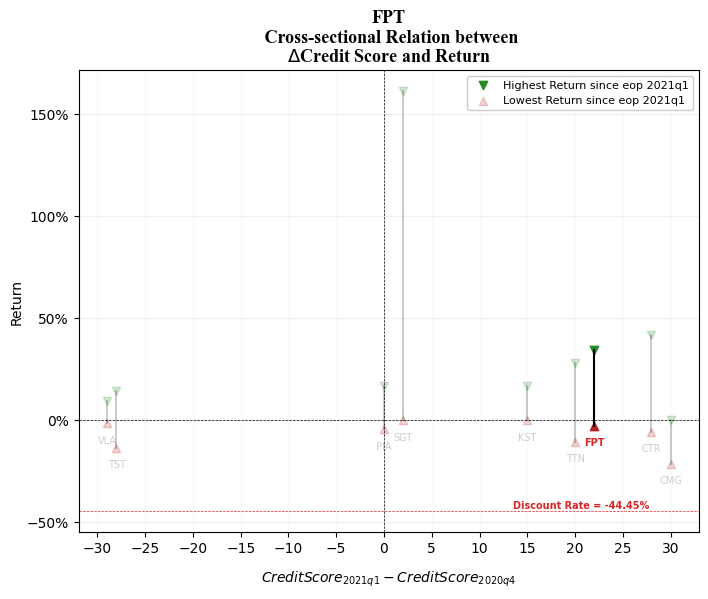 FPT
Cross-sectional Relation between
ΔCredit Score and Return
Highest Return since eop 2021q1
Lowest Return since eop 2021q1
Return
150%
100%
50%
0%
−50%
VLA
TST
PIA
SGT
KST
TTN
FPT
CTR
CMG
Discount Rate = -44.45%
−30 −25 −20 −15 −10 −5 0 5 10 15 20 25 30
CreditScore2021q1 − CreditScore2020q4